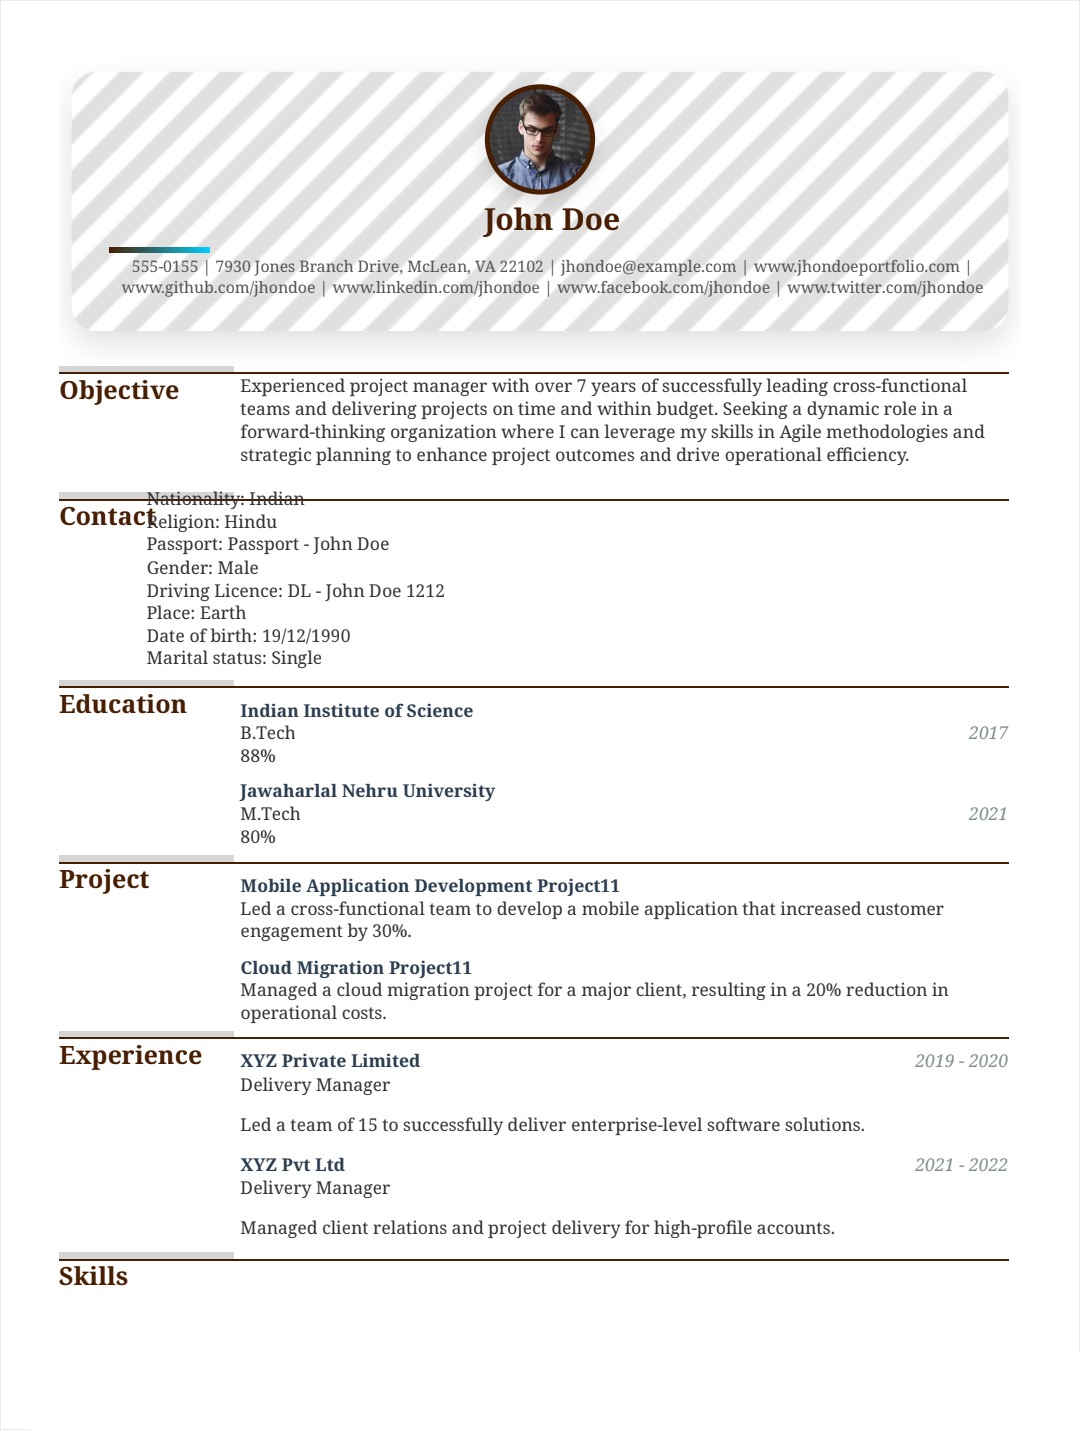 John Doe
555-0155 | 7930 Jones Branch Drive, McLean, VA 22102 | jhondoe@example.com | www.jhondoeportfolio.com |
www.github.com/jhondoe | www.linkedin.com/jhondoe | www.facebook.com/jhondoe | www.twitter.com/jhondoe
Objective
Experienced project manager with over 7 years of successfully leading cross-functional
teams and delivering projects on time and within budget. Seeking a dynamic role in a
forward-thinking organization where I can leverage my skills in Agile methodologies and
strategic planning to enhance project outcomes and drive operational efficiency.
Contact
Nationality: Indian
Religion: Hindu
Passport: Passport - John Doe
Gender: Male
Driving Licence: DL - John Doe 1212
Place: Earth
Date of birth: 19/12/1990
Marital status: Single
Education
Indian Institute of Science
B.Tech 2017
88%
Jawaharlal Nehru University
M.Tech 2021
80%
Project
Mobile Application Development Project11
Led a cross-functional team to develop a mobile application that increased customer
engagement by 30%.
Cloud Migration Project11
Managed a cloud migration project for a major client, resulting in a 20% reduction in
operational costs.
Experience
XYZ Private Limited 2019 - 2020
Delivery Manager
Led a team of 15 to successfully deliver enterprise-level software solutions.
XYZ Pvt Ltd 2021 - 2022
Delivery Manager
Managed client relations and project delivery for high-profile accounts.
Skills